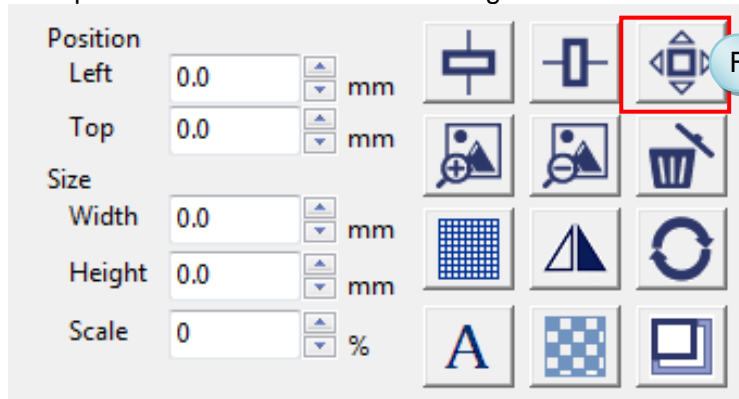 Position
Left 0.0 mm
Top 0.0 mm
Size
Width 0.0 mm
Height 0.0 mm
Scale 0 %
A